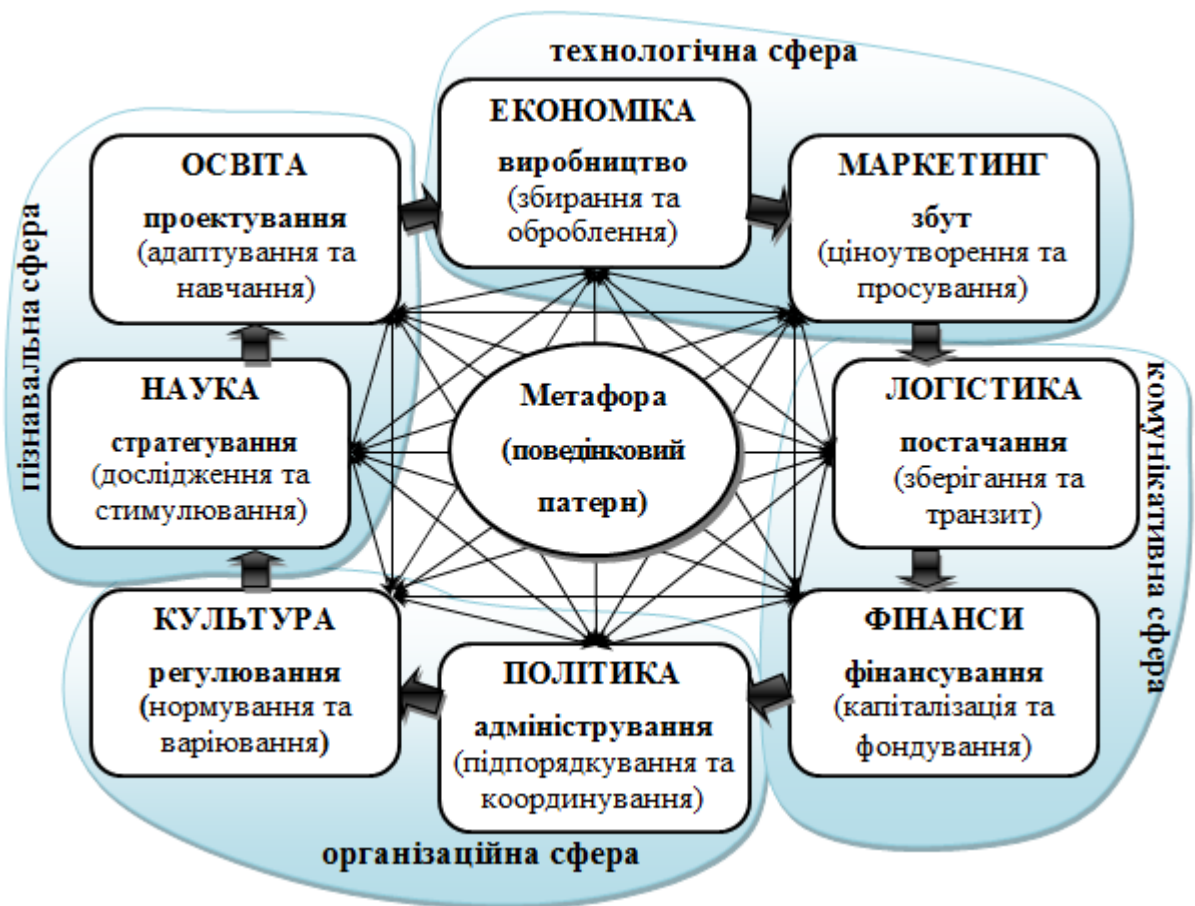 технологічна сфера
ЕКОНОМІКА
виробництво
(збирання та
оброблення)
МАРКЕТИНГ
збут
(ціноутворення та
просування)
комунікативна сфера
ЛОГІСТИКА
постачання
(зберігання та
транзит)
ФІНАНСИ
фінансування
(капіталізація та
фондування)
організаційна сфера
ПОЛІТИКА
адміністрування
(підпорядкування та
координування)
КУЛЬТУРА
регулювання
(нормування та
варіювання)
пізнавальна сфера
НАУКА
стратегування
(дослідження та
стимулювання)
ОСВІТА
проектування
(адаптування та
навчання)
Метафора
(поведінковий
патерн)